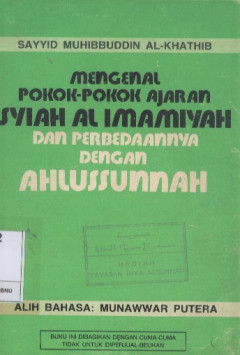 SAYYID MUHIBBUDDIN AL-KHATHIB
MENGENAL
POKOK-POKOK AJARAN
SYIAH AL IMAMIYAH
DAN PERBEDAANNYA
DENGAN
AHLUSSUNNAH
HADIAH
ALIH BAHASA: MUNAWWAR PUTERA
BUKU INI DIBAGIKAN DENGAN CUMA-CUMA
TIDAK UNTUK DIPERJUAL-BELIKAN